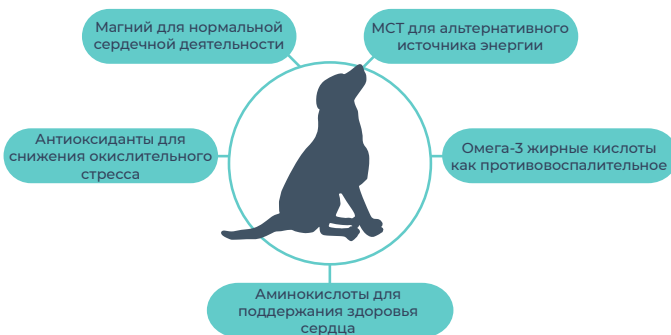 Магний для нормальной
сердечной деятельности
МСТ для альтернативного
источника энергии
Антиоксиданты для
снижения окислительного
стресса
Омега-3 жирные кислоты
как противовоспалительное
Аминокислоты для
поддержания здоровья
сердца